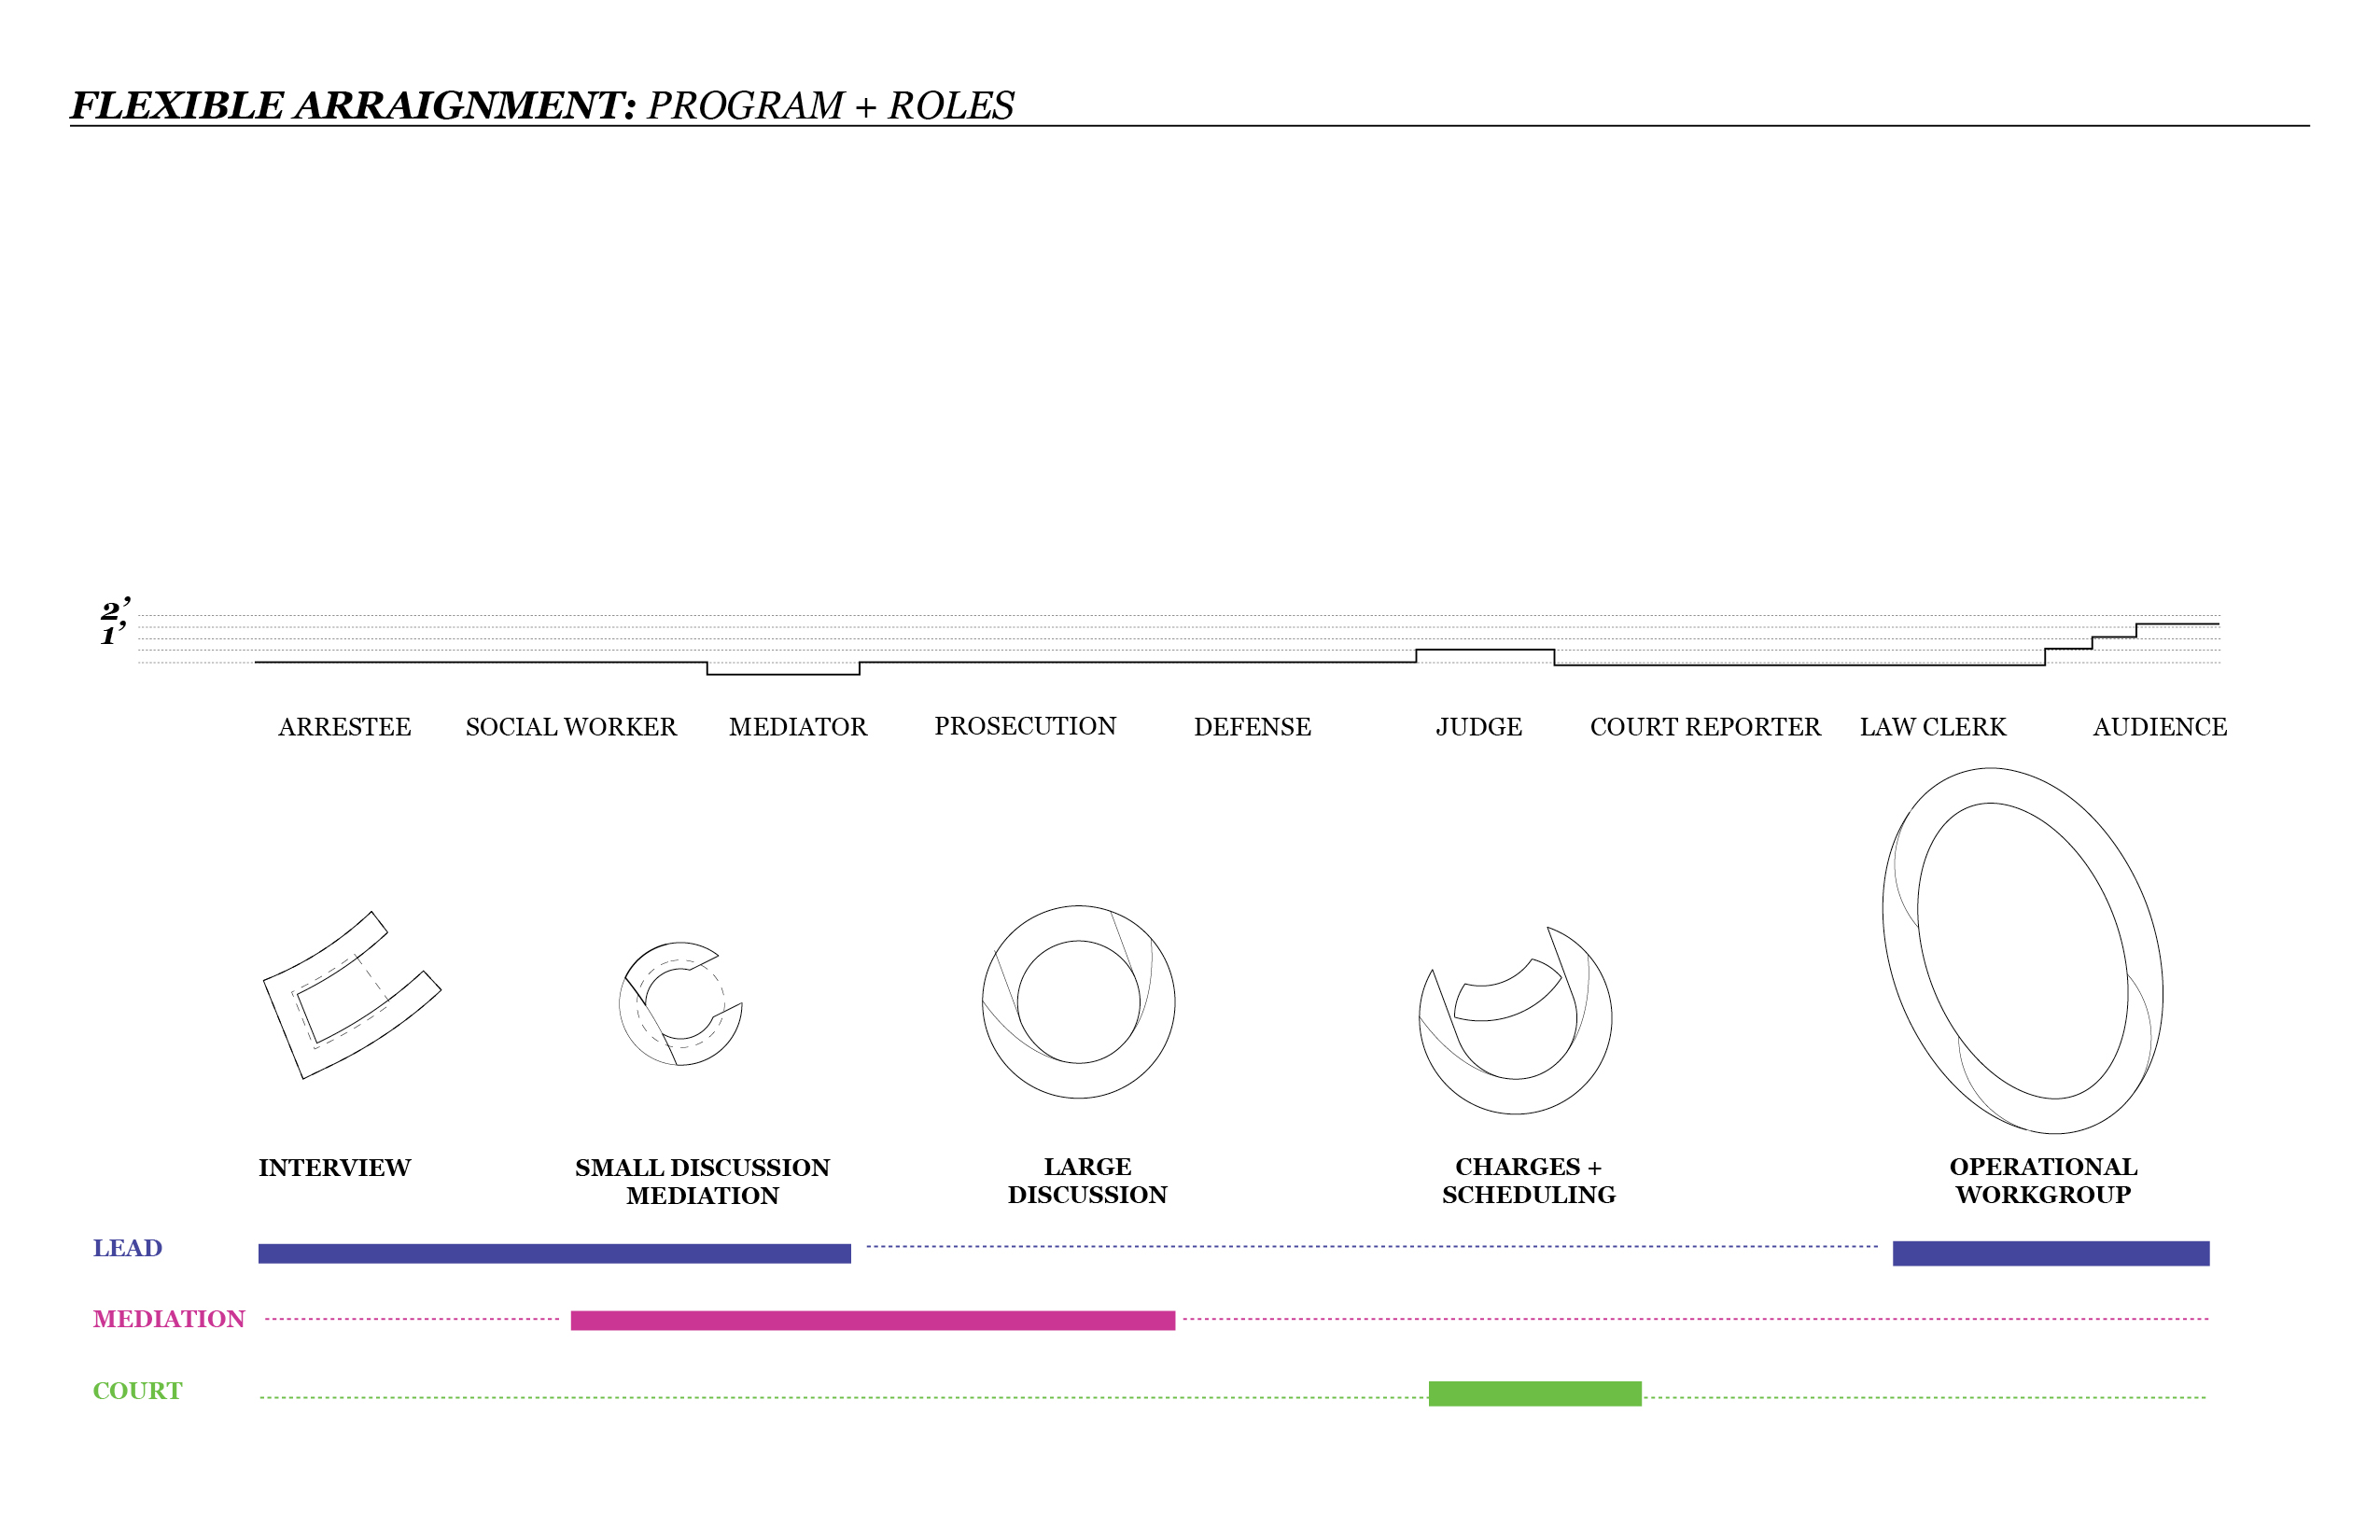 FLEXIBLE ARRAIGNMENT: PROGRAM + ROLES
2’
1’
ARRESTEE SOCIAL WORKER MEDIATOR PROSECUTION DEFENSE JUDGE COURT REPORTER LAW CLERK AUDIENCE
INTERVIEW
SMALL DISCUSSION
MEDIATION
LARGE
DISCUSSION
CHARGES +
SCHEDULING
OPERATIONAL
WORKGROUP
LEAD
MEDIATION
COURT